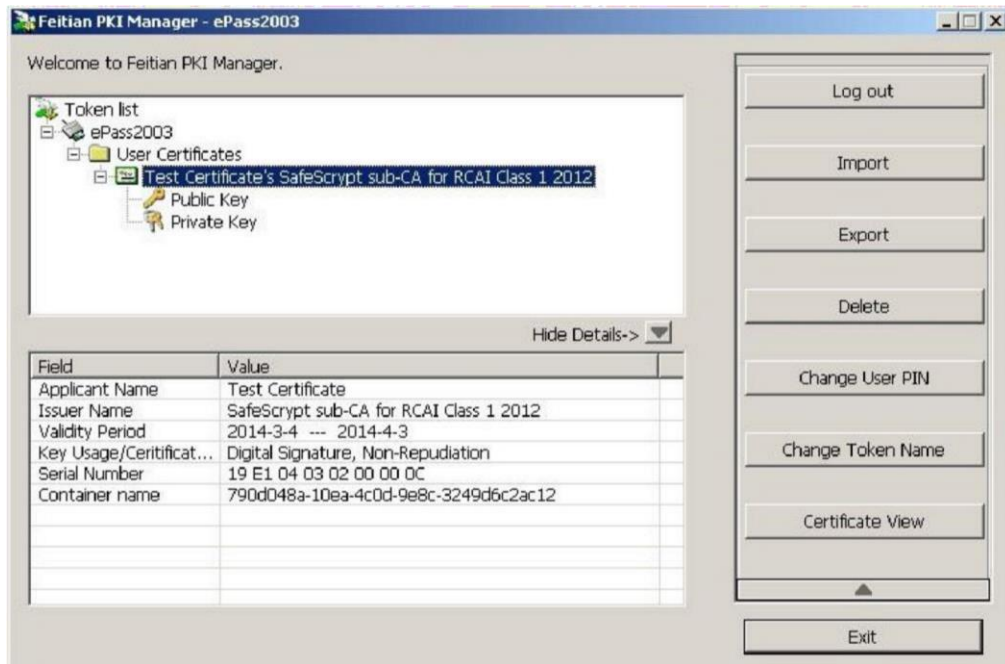 Feitian PKI Manager - ePass2003
Welcome to Feitian PKI Manager.
Token list
ePass2003
User Certificates
Test Certificate's SafeScrypt sub-CA for RCAI Class 1 2012
Public Key
Private Key
Hide Details->
Field Value
Applicant Name Test Certificate
Issuer Name SafeScrypt sub-CA for RCAI Class 1 2012
Validity Period 2014-3-4 --- 2014-4-3
Key Usage/Ceritificat... Digital Signature, Non-Repudiation
Serial Number 19 E1 04 03 02 00 00 0C
Container name 790d048a-10ea-4c0d-9e8c-3249d6c2ac12
Log out
Import
Export
Delete
Change User PIN
Change Token Name
Certificate View
Exit